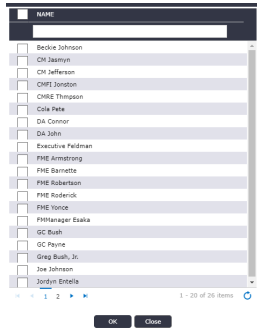 NAME
Beckie Johnson
CM Jasmyn
CM Jefferson
CMFI Jonston
CMRE Thmpson
Cola Pete
DA Connor
DA John
Executive Feldman
FME Armstrong
FME Barnette
FME Robertson
FME Roderick
FME Yonce
FMManager Esaka
GC Bush
GC Payne
Greg Bush, Jr.
Joe Johnson
Jordyn Entella
1 2 1 - 20 of 26 items
OK Close